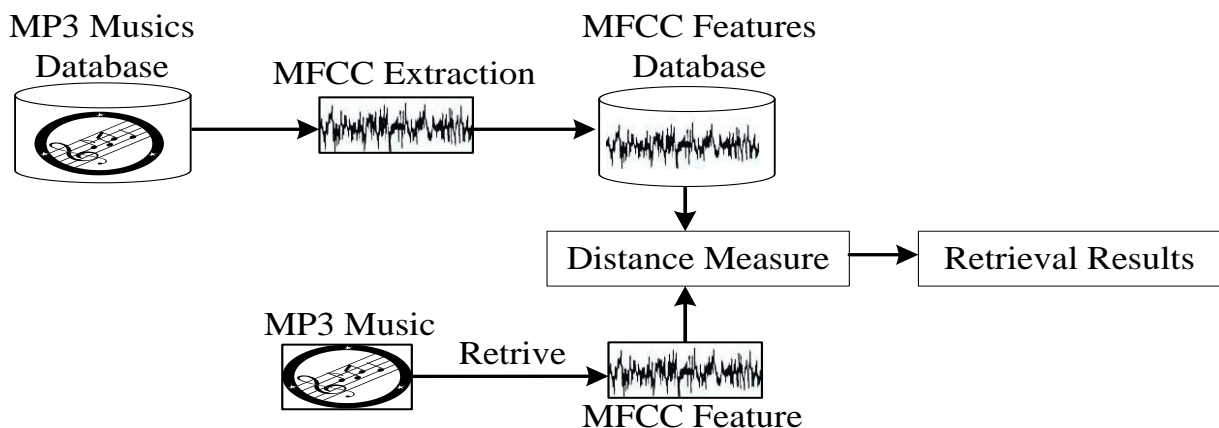 MP3 Musics
Database
MFCC Extraction
MFCC Features
Database
Distance Measure
Retrieval Results
MP3 Music
Retrive
MFCC Feature